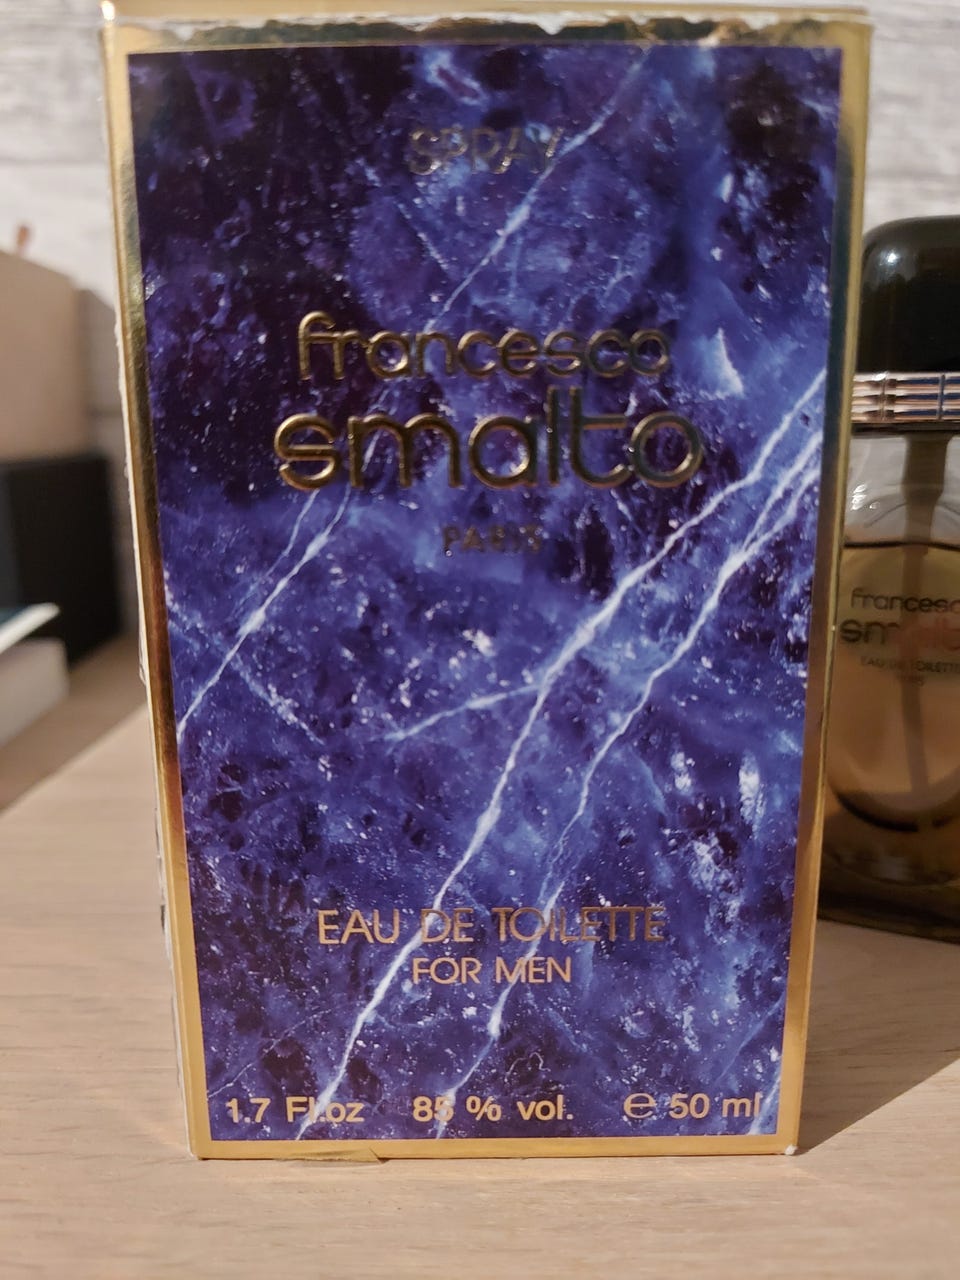 SPRAY
francesco
smalto
PARIS
EAU DE TOILETTE
FOR MEN
1.7 Fl.oz 85 % vol. e 50 ml
francesc
smalto
EAU DE TOILETTE